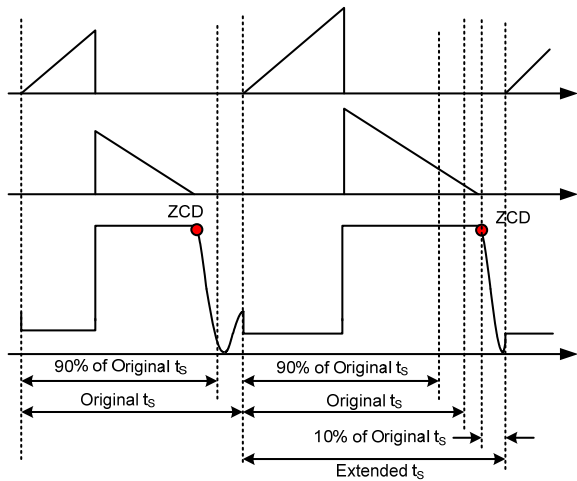 ZCD
ZCD
90% of Original tS
90% of Original tS
Original tS
Original tS
10% of Original tS
Extended tS